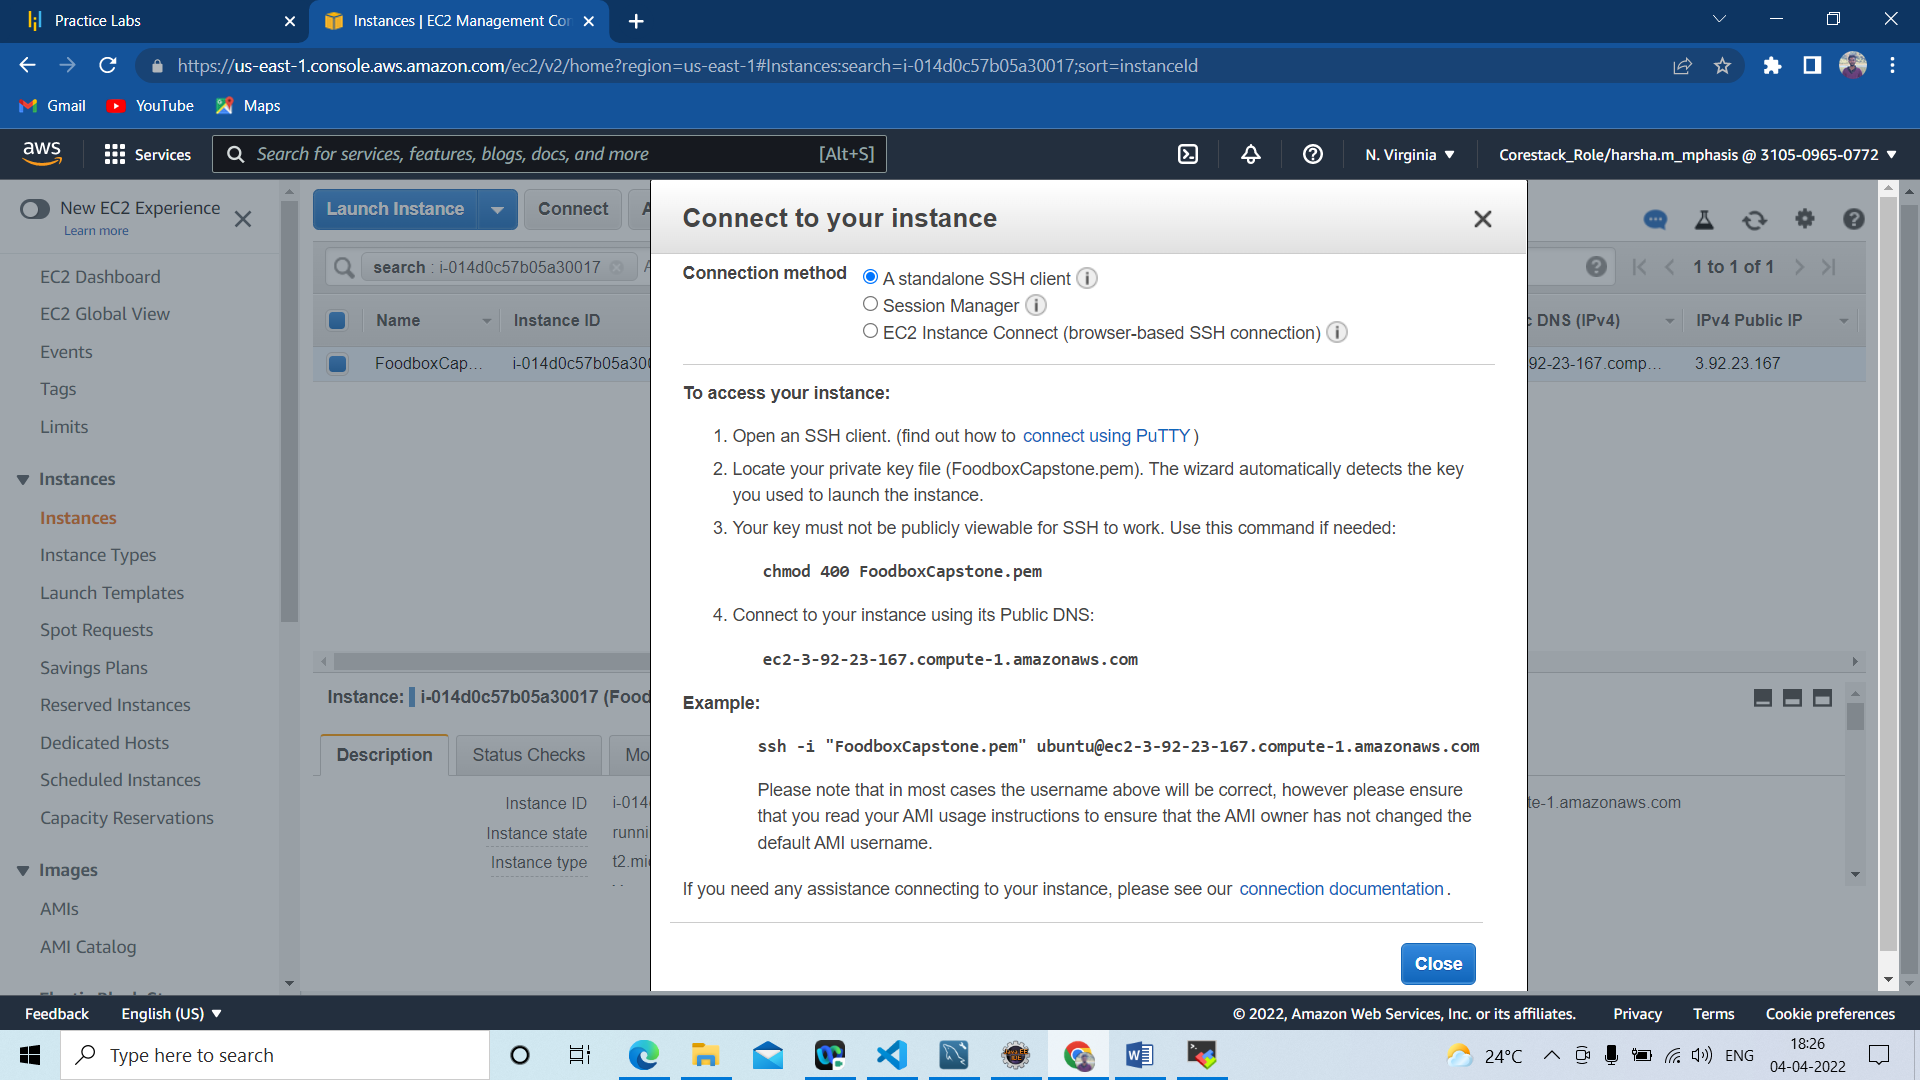 Practice Labs
Instances | EC2 Management Con
https://us-east-1.console.aws.amazon.com/ec2/v2/home?region=us-east-1#Instances:search=i-014d0c57b05a30017;sort=instanceId
Gmail
YouTube
Maps
aws
Services
Search for services, features, blogs, docs, and more
[Alt+S]
N. Virginia
Corestack_Role/harsha.m_mphasis @ 3105-0965-0772
New EC2 Experience
Learn more
EC2 Dashboard
EC2 Global View
Events
Tags
Limits
Instances
Instances
Instance Types
Launch Templates
Spot Requests
Savings Plans
Reserved Instances
Dedicated Hosts
Scheduled Instances
Capacity Reservations
Images
AMIs
AMI Catalog
Launch Instance
Connect
search : i-014d0c57b05a30017
1 to 1 of 1
Name
Instance ID
DNS (IPv4)
IPv4 Public IP
FoodboxCap...
i-014d0c57b05a300
92-23-167.comp...
3.92.23.167
Connect to your instance
Connection method
A standalone SSH client
Session Manager
EC2 Instance Connect (browser-based SSH connection)
To access your instance:
1. Open an SSH client. (find out how to connect using PuTTY)
2. Locate your private key file (FoodboxCapstone.pem). The wizard automatically detects the key
you used to launch the instance.
3. Your key must not be publicly viewable for SSH to work. Use this command if needed:
chmod 400 FoodboxCapstone.pem
4. Connect to your instance using its Public DNS:
ec2-3-92-23-167.compute-1.amazonaws.com
Example:
ssh -i "FoodboxCapstone.pem" ubuntu@ec2-3-92-23-167.compute-1.amazonaws.com
Please note that in most cases the username above will be correct, however please ensure
that you read your AMI usage instructions to ensure that the AMI owner has not changed the
default AMI username.
If you need any assistance connecting to your instance, please see our connection documentation.
Close
Instance: i-014d0c57b05a30017 (Food
Description
Status Checks
Mo
Instance ID
i-014
Instance state
runni
Instance type
t2.mi
te-1.amazonaws.com
Feedback
English (US)
© 2022, Amazon Web Services, Inc. or its affiliates.
Privacy
Terms
Cookie preferences
Type here to search
24°C
ENG
18:26
04-04-2022